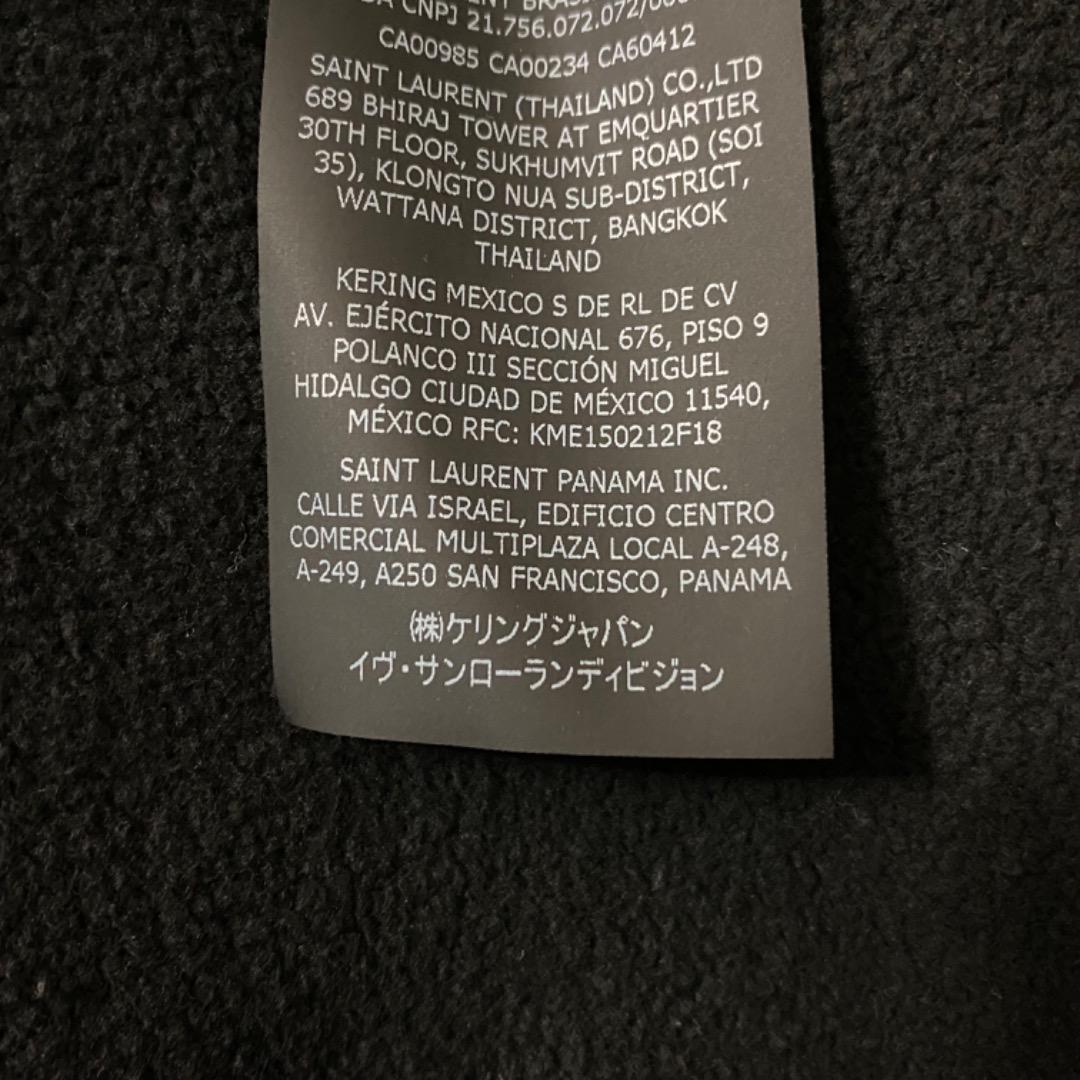 CNPJ 21.756.072.072/
CA00985 CA00234 CA60412
SAINT LAURENT (THAILAND) CO.,LTD
689 BHIRAJ TOWER AT EMQUARTIER
30TH FLOOR, SUKHUMVIT ROAD (SOI
35), KLONGTO NUA SUB-DISTRICT,
WATTANA DISTRICT, BANGKOK
THAILAND
KERING MEXICO S DE RL DE CV
AV. EJÉRCITO NACIONAL 676, PISO 9
POLANCO III SECCIÓN MIGUEL
HIDALGO CIUDAD DE MÉXICO 11540,
MÉXICO RFC: KME150212F18
SAINT LAURENT PANAMA INC.
CALLE VIA ISRAEL, EDIFICIO CENTRO
COMERCIAL MULTIPLAZA LOCAL A-248,
A-249, A250 SAN FRANCISCO, PANAMA
㈱ケリングジャパン
イヴ・サンローランディビジョン